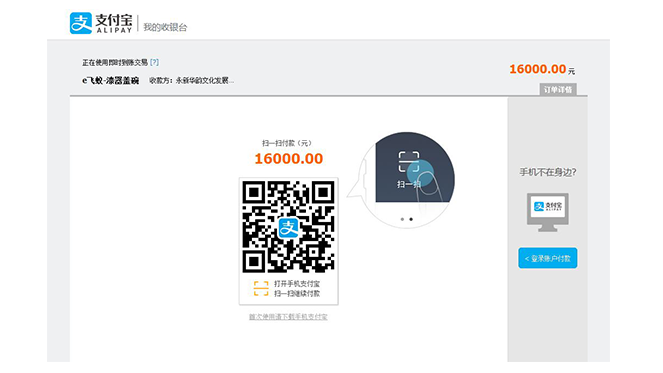 支付宝 我的收银台
ALIPAY
正在使用即时到账交易 [?]
e飞蚁-漆器盖碗 收款方：永新华韵文化发展...
16000.00 元
订单详情
扫一扫付款（元）
16000.00
支
打开手机支付宝
扫一扫继续付款
首次使用请下载手机支付宝
扫一扫
手机不在身边?
支付宝
ALIPAY
< 登录账户付款